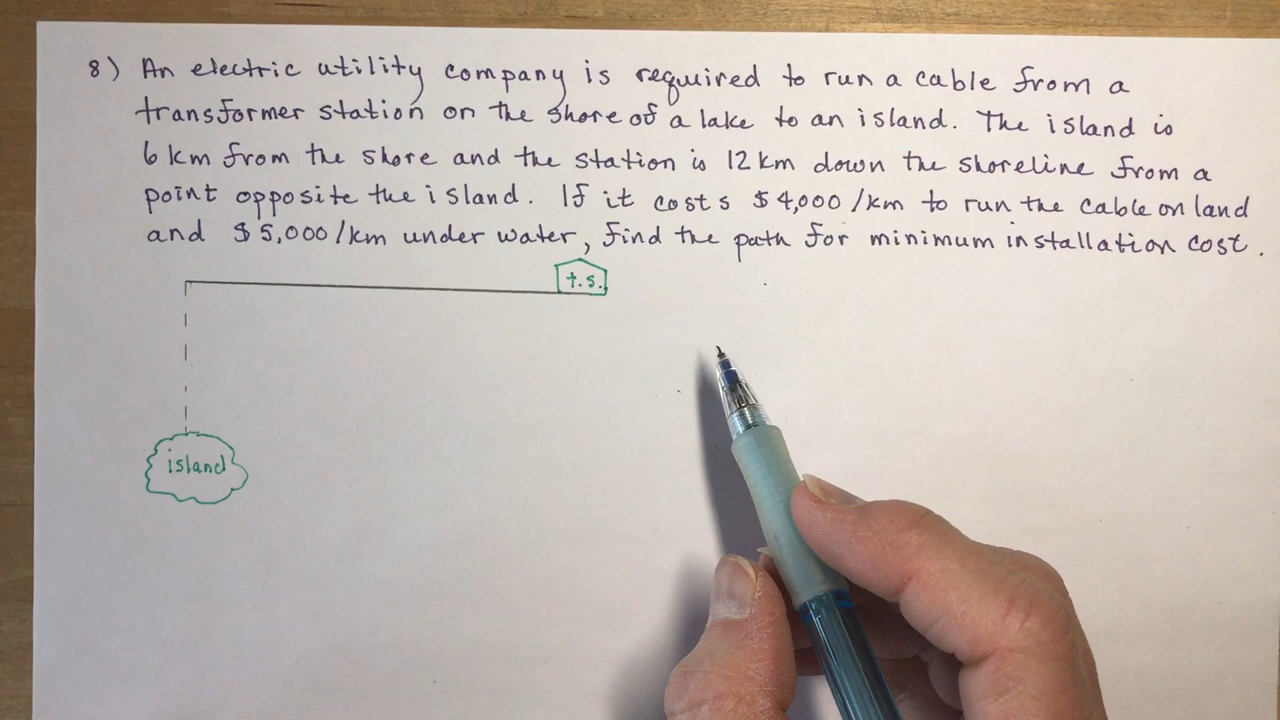 8) An electric utility company is required to run a cable from a
transformer station on the shore of a lake to an island. The island is
6 km from the shore and the station is 12 km down the shoreline from a
point opposite the island. If it costs $4,000/km to run the cable on land
and $5,000/km under water, find the path for minimum installation cost.
t.s.
island